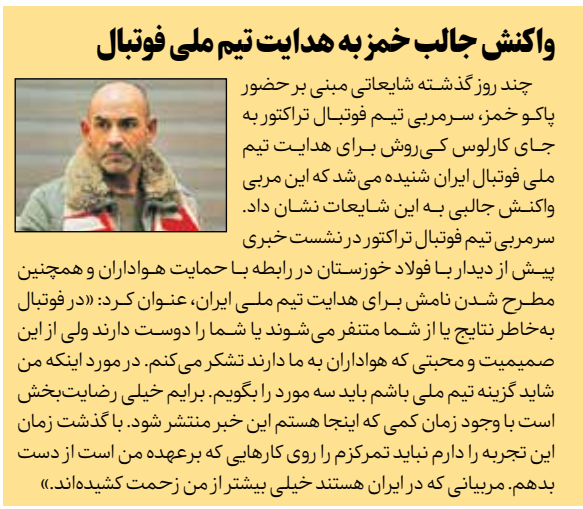 واکنش جالب خمز به هدایت تیم ملی فوتبال
چند روز گذشته شایعاتی مبنی بر حضور
پاکو خمز، سرمربی تیم فوتبال تراکتور به
جای کارلوس کی‌روش برای هدایت تیم
ملی فوتبال ایران شنیده می‌شد که این مربی
واکنش جالبی به این شایعات نشان داد.
سرمربی تیم فوتبال تراکتور در نشست خبری
پیش از دیدار با فولاد خوزستان در رابطه با حمایت هواداران و همچنین
مطرح شدن نامش برای هدایت تیم ملی ایران، عنوان کرد: «در فوتبال
به‌خاطر نتایج یا از شما متنفر می‌شوند یا شما را دوست دارند ولی از این
صمیمیت و محبتی که هواداران به ما دارند تشکر می‌کنم. در مورد اینکه من
شاید گزینه تیم ملی باشم باید سه مورد را بگویم. برایم خیلی رضایت‌بخش
است با وجود زمان کمی که اینجا هستم این خبر منتشر شود. با گذشت زمان
این تجربه را دارم نباید تمرکزم را روی کارهایی که برعهده من است از دست
بدهم. مربیانی که در ایران هستند خیلی بیشتر از من زحمت کشیده‌اند.»